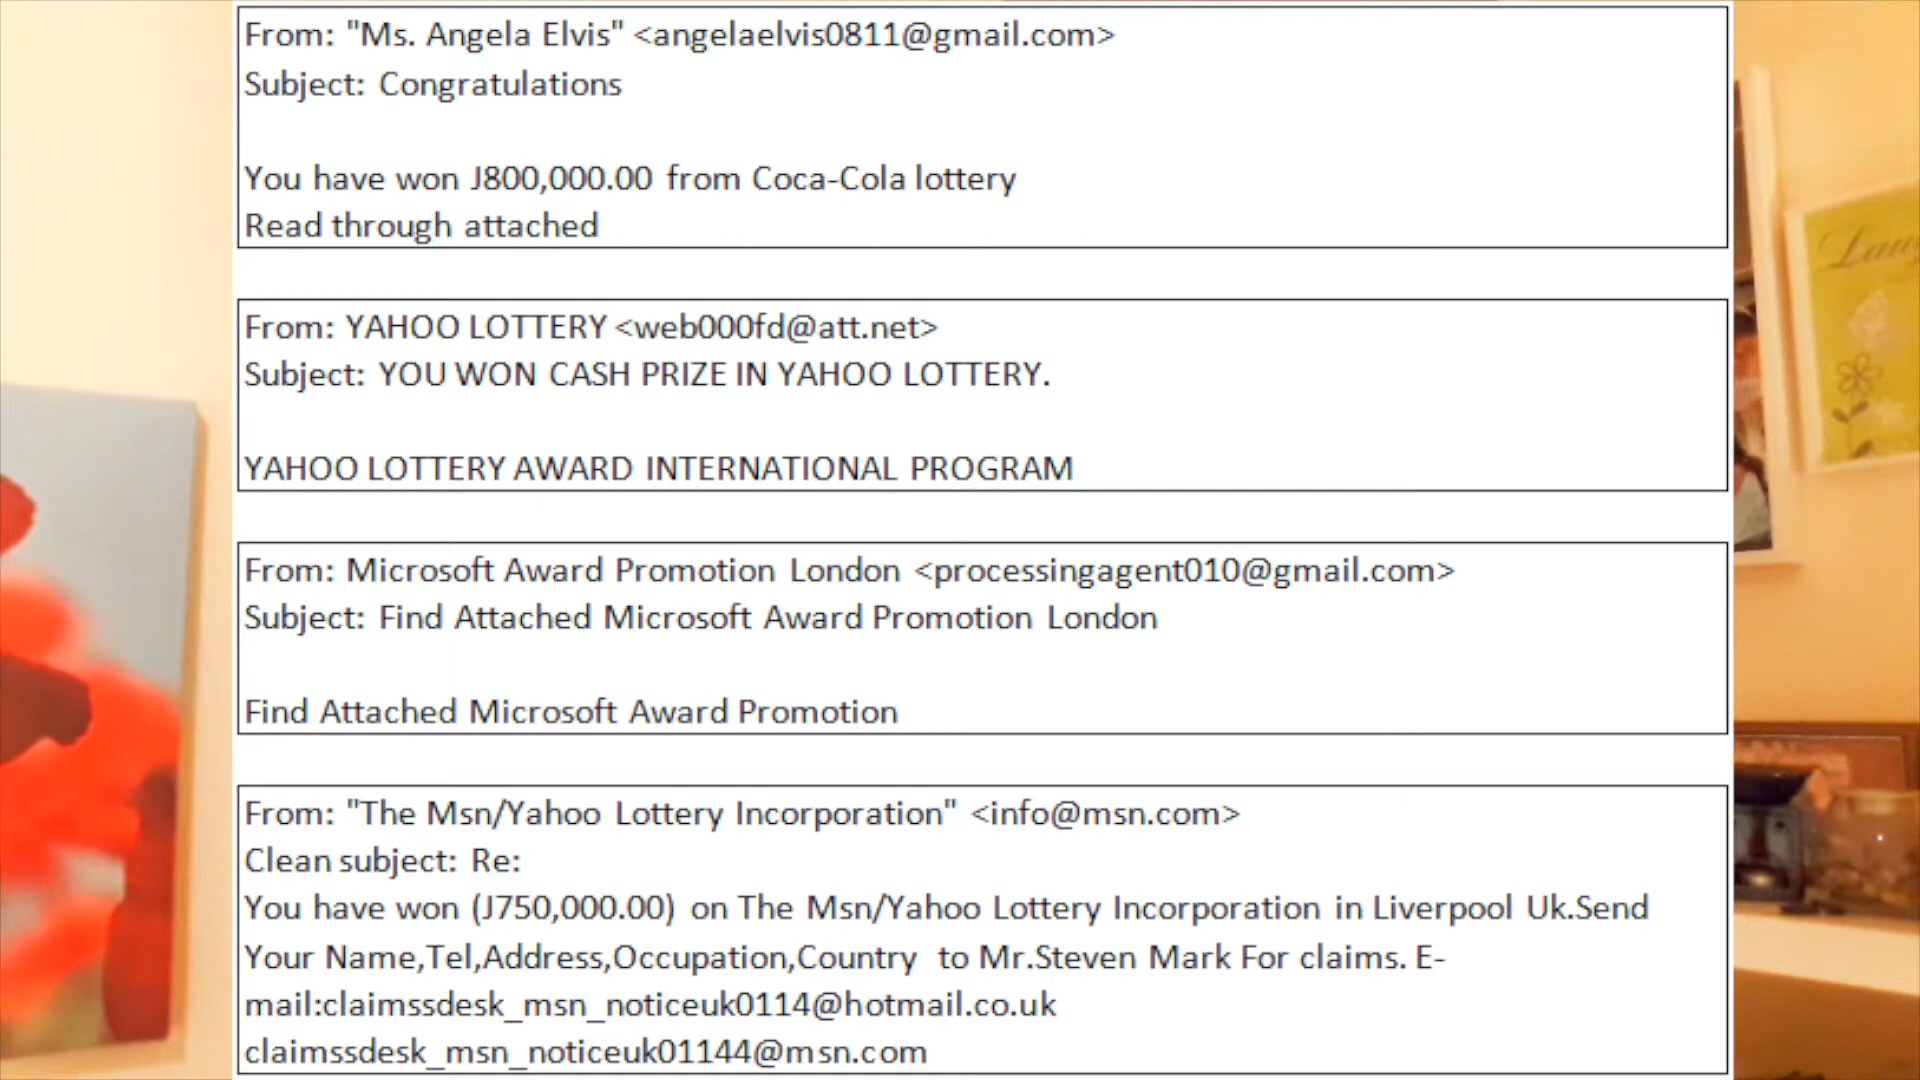 From: "Ms. Angela Elvis" <angelaelvis0811@gmail.com>
Subject: Congratulations
You have won J800,000.00 from Coca-Cola lottery
Read through attached
From: YAHOO LOTTERY <web000fd@att.net>
Subject: YOU WON CASH PRIZE IN YAHOO LOTTERY.
YAHOO LOTTERY AWARD INTERNATIONAL PROGRAM
From: Microsoft Award Promotion London <processingagent010@gmail.com>
Subject: Find Attached Microsoft Award Promotion London
Find Attached Microsoft Award Promotion
From: "The Msn/Yahoo Lottery Incorporation" <info@msn.com>
Clean subject: Re:
You have won (J750,000.00) on The Msn/Yahoo Lottery Incorporation in Liverpool Uk.Send
Your Name,Tel,Address,Occupation,Country to Mr.Steven Mark For claims. E-
mail:claimssdesk_msn_noticeuk0114@hotmail.co.uk
claimssdesk_msn_noticeuk01144@msn.com